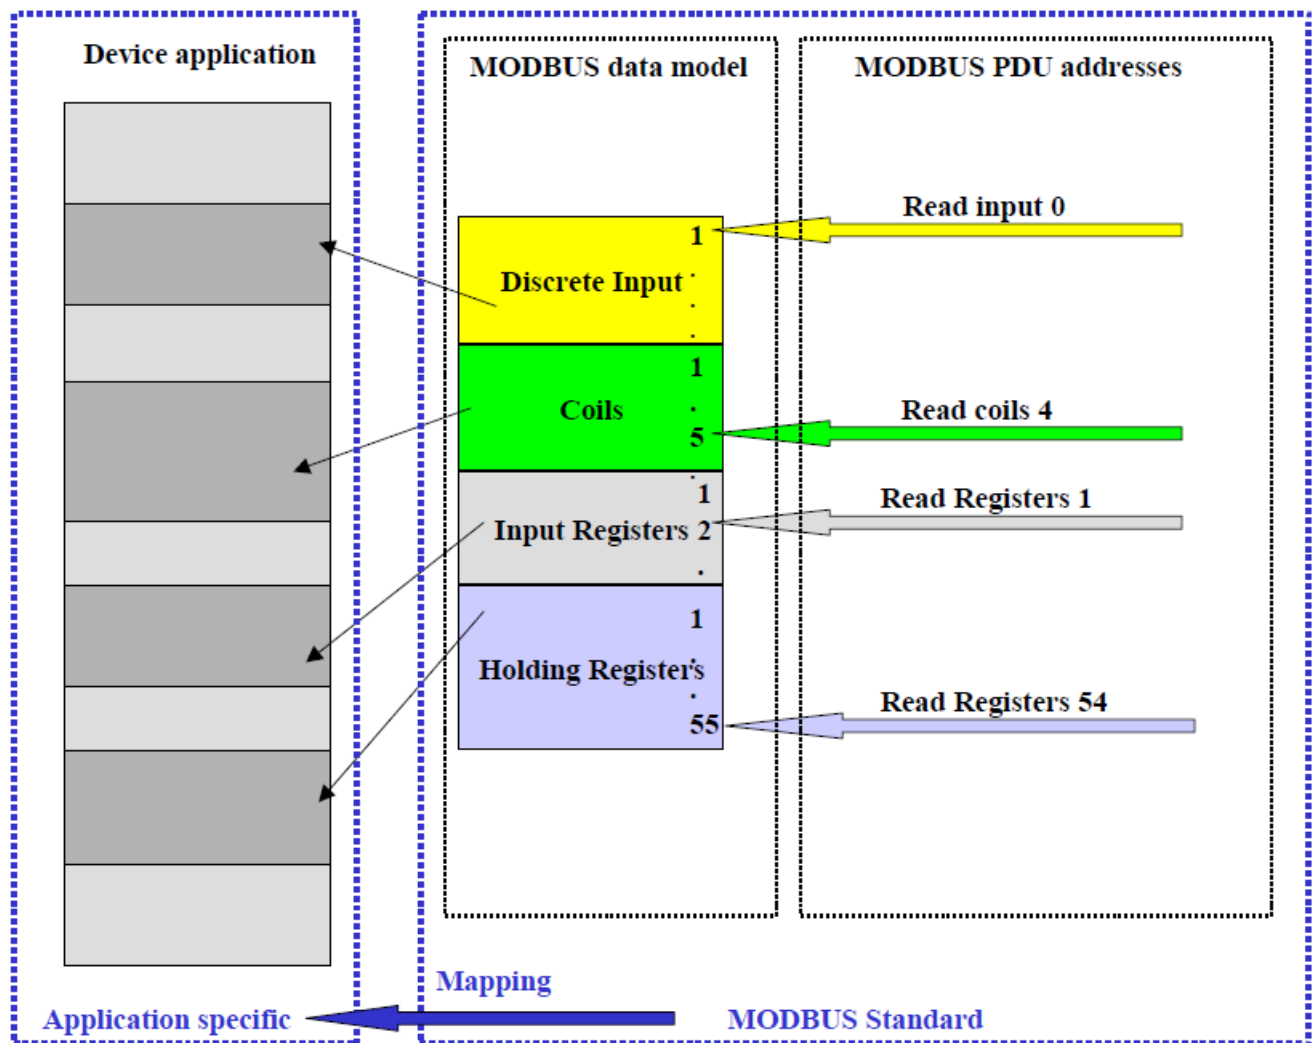 Device application
MODBUS data model
MODBUS PDU addresses
Read input 0
1
.
Discrete Input
.
.
1
Coils
.
Read coils 4
5
.
1
Read Registers 1
Input Registers 2
.
1
.
Holding Registers
.
Read Registers 54
55
Mapping
Application specific
MODBUS Standard